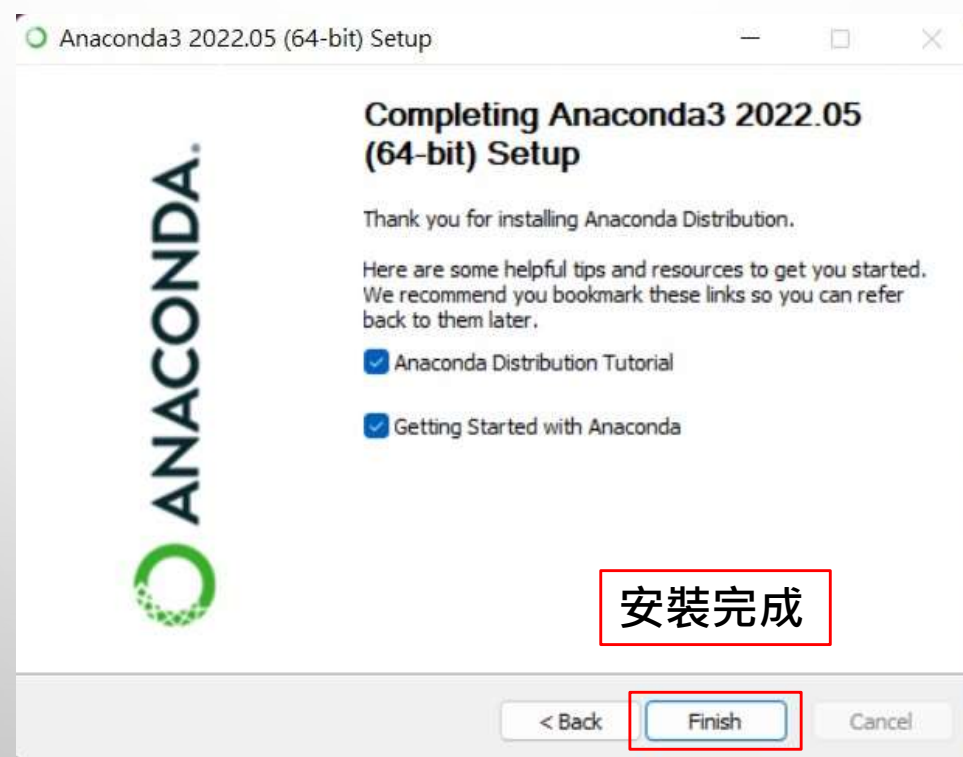 Anaconda3 2022.05 (64-bit) Setup
Completing Anaconda3 2022.05
(64-bit) Setup
Thank you for installing Anaconda Distribution.
Here are some helpful tips and resources to get you started.
We recommend you bookmark these links so you can refer
back to them later.
Anaconda Distribution Tutorial
Getting Started with Anaconda
ANACONDA.
安裝完成
< Back
Finish
Cancel